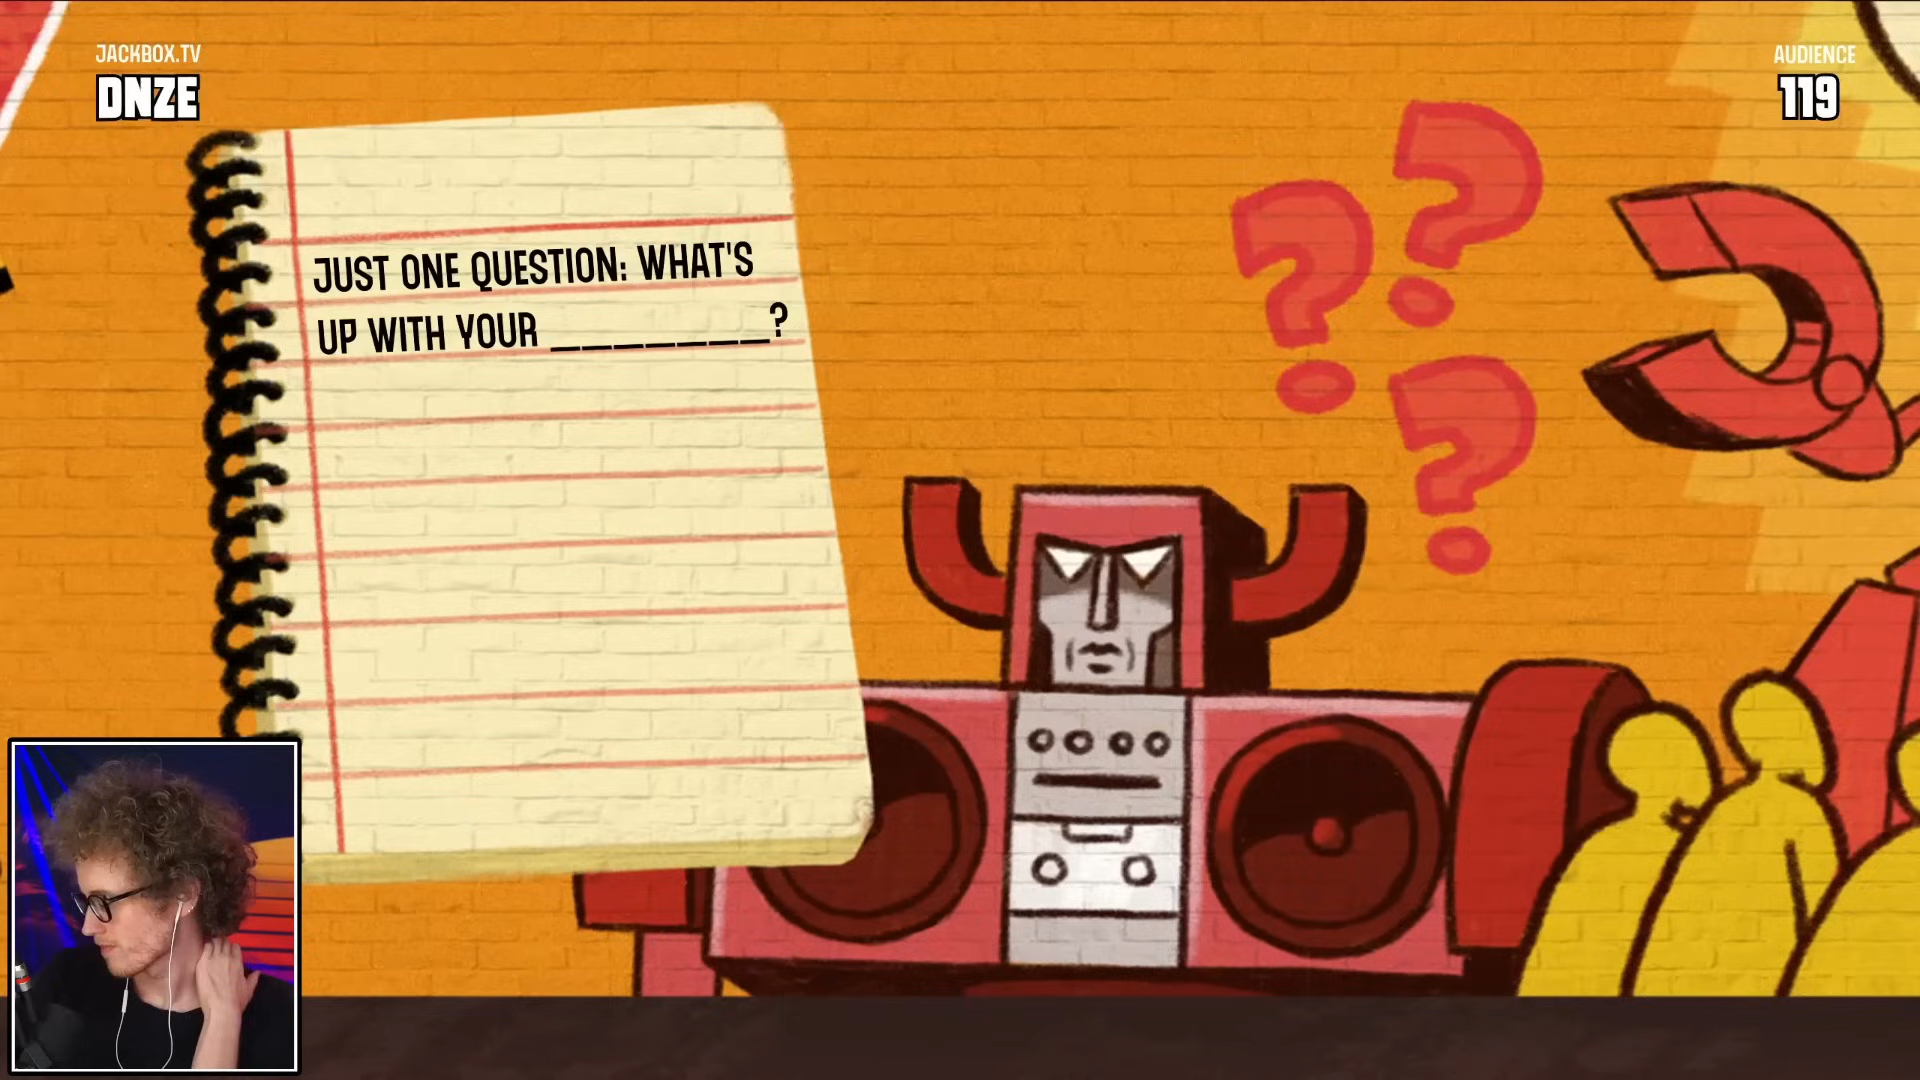 JACKBOX.TV
DNZE
AUDIENCE
119
JUST ONE QUESTION: WHAT'S
UP WITH YOUR ________?